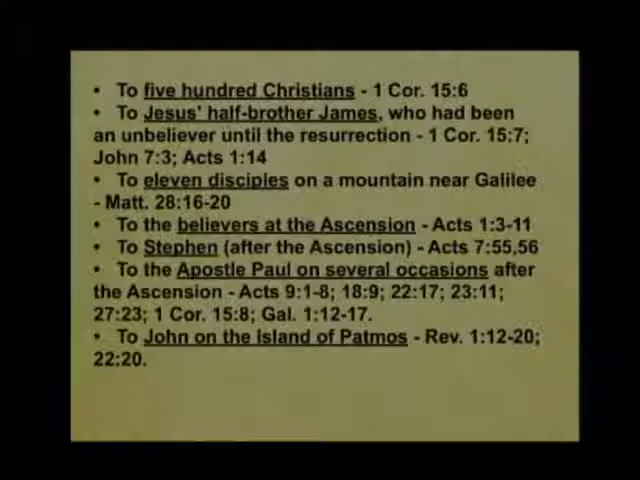 • To five hundred Christians - 1 Cor. 15:6
• To Jesus' half-brother James, who had been
an unbeliever until the resurrection - 1 Cor. 15:7;
John 7:3; Acts 1:14
• To eleven disciples on a mountain near Galilee
- Matt. 28:16-20
• To the believers at the Ascension - Acts 1:3-11
• To Stephen (after the Ascension) - Acts 7:55,56
• To the Apostle Paul on several occasions after
the Ascension - Acts 9:1-8; 18:9; 22:17; 23:11;
27:23; 1 Cor. 15:8; Gal. 1:12-17.
• To John on the Island of Patmos - Rev. 1:12-20;
22:20.